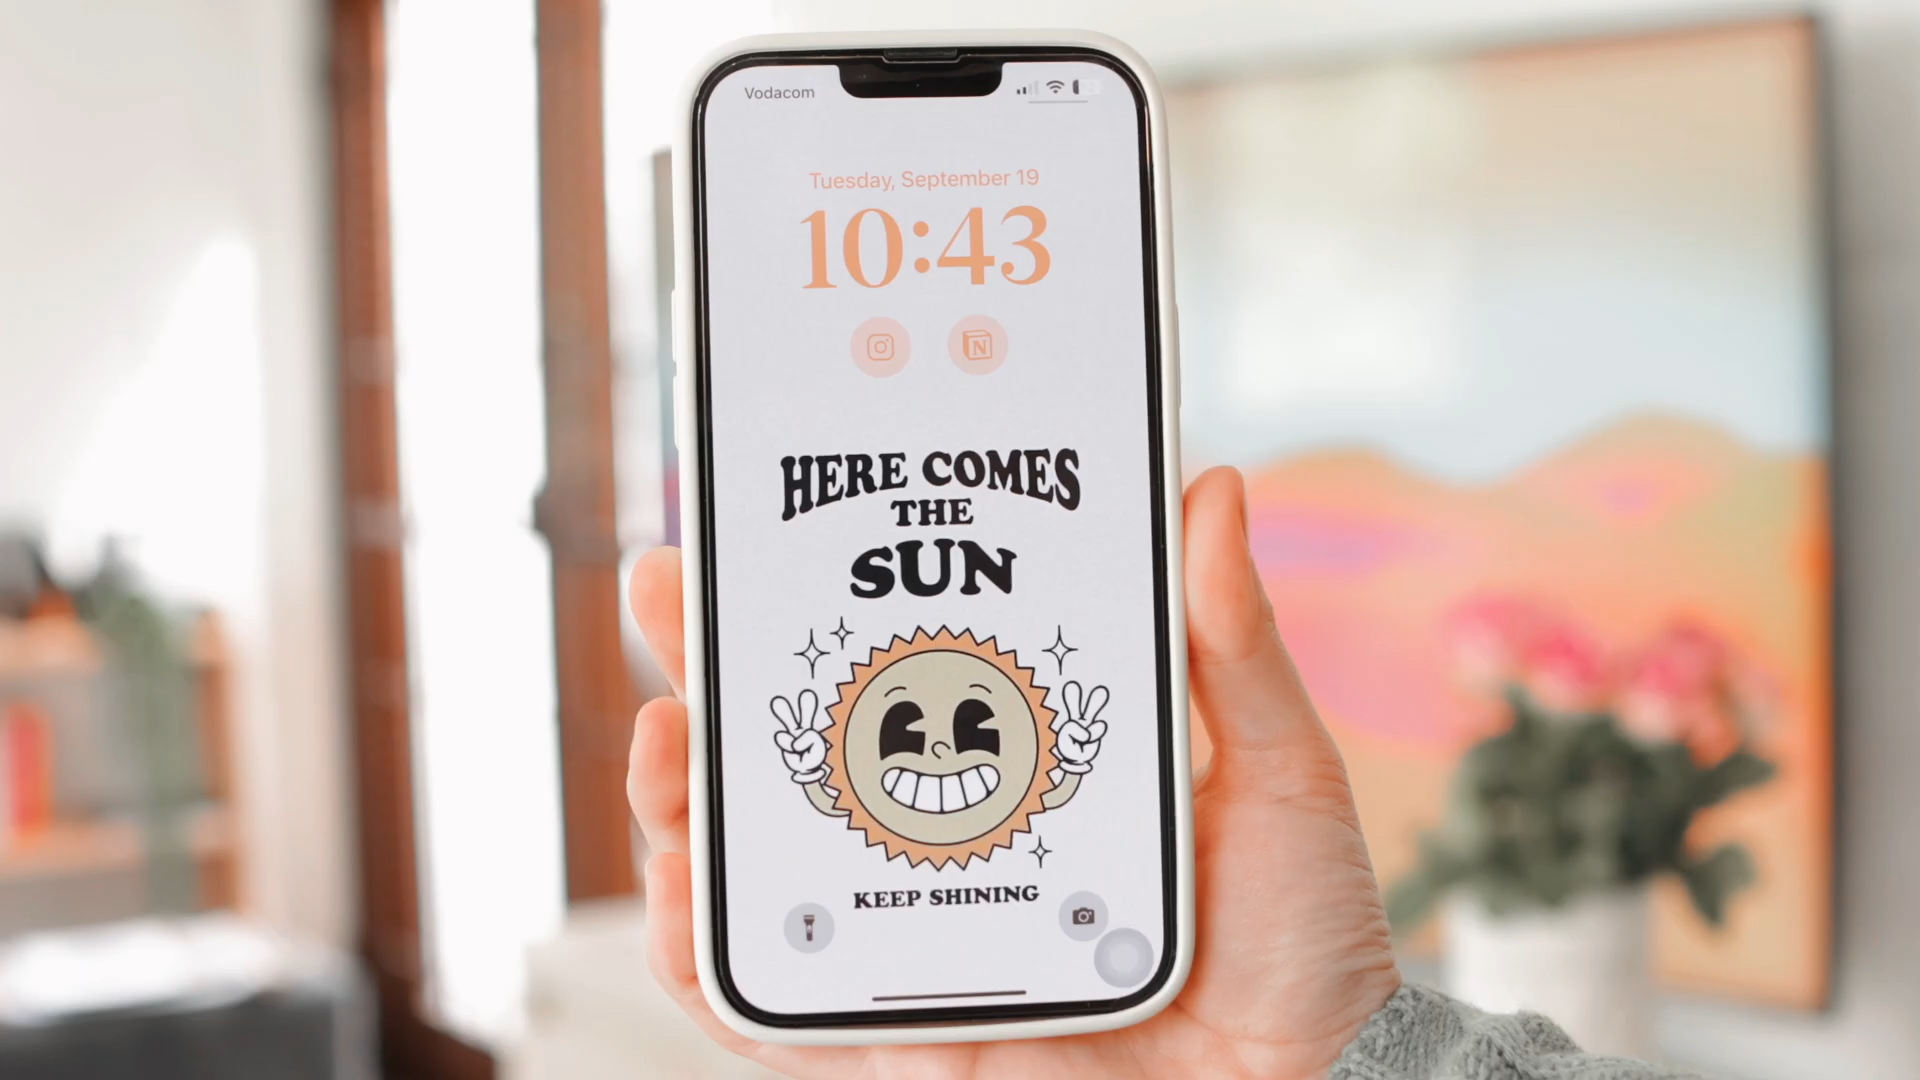 Vodacom
Tuesday, September 19
10:43
N
HERE COMES
THE
SUN
KEEP SHINING